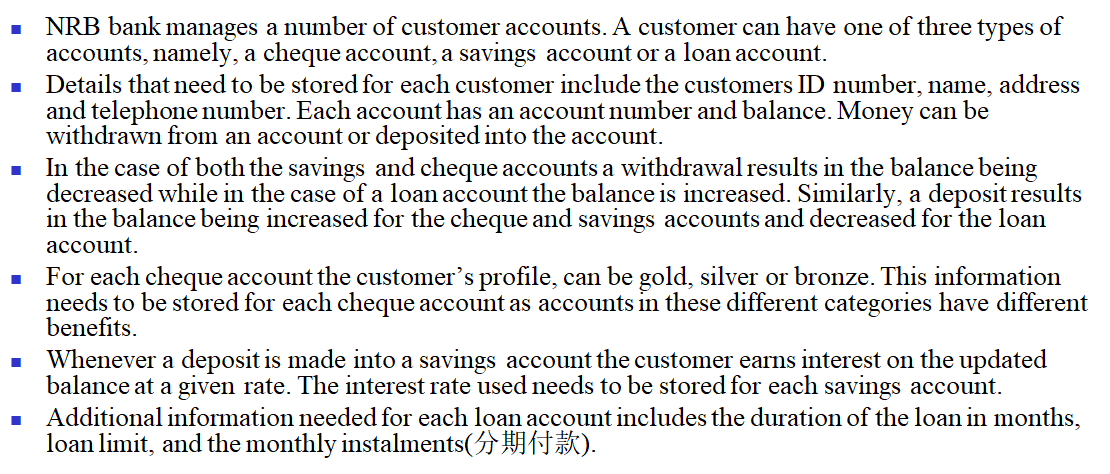 ▪ NRB bank manages a number of customer accounts. A customer can have one of three types of
accounts, namely, a cheque account, a savings account or a loan account.
▪ Details that need to be stored for each customer include the customers ID number, name, address
and telephone number. Each account has an account number and balance. Money can be
withdrawn from an account or deposited into the account.
▪ In the case of both the savings and cheque accounts a withdrawal results in the balance being
decreased while in the case of a loan account the balance is increased. Similarly, a deposit results
in the balance being increased for the cheque and savings accounts and decreased for the loan
account.
▪ For each cheque account the customer's profile, can be gold, silver or bronze. This information
needs to be stored for each cheque account as accounts in these different categories have different
benefits.
▪ Whenever a deposit is made into a savings account the customer earns interest on the updated
balance at a given rate. The interest rate used needs to be stored for each savings account.
▪ Additional information needed for each loan account includes the duration of the loan in months,
loan limit, and the monthly instalments(分期付款).